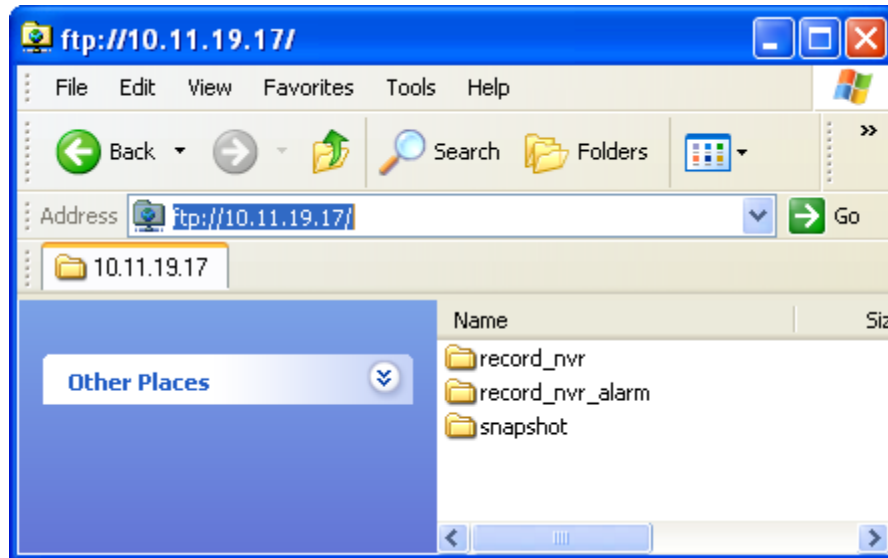 ftp://10.11.19.17/
File Edit View Favorites Tools Help
Back Search Folders »
Address ftp://10.11.19.17/ Go
10.11.19.17
Name Siz
Other Places
record_nvr
record_nvr_alarm
snapshot